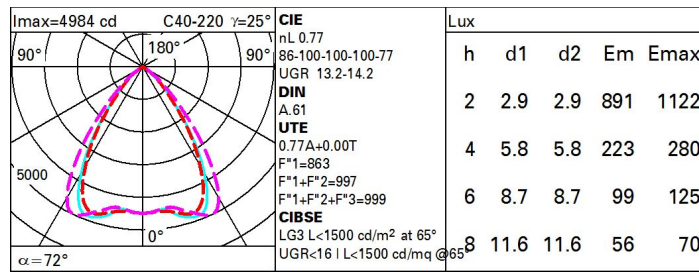 Imax=4984 cd C40-220 γ=25°
90° 180° 90°
5000
0°
α=72°
CIE
nL 0.77
86-100-100-100-77
UGR 13.2-14.2
DIN
A.61
UTE
0.77A+0.00T
F"1=863
F"1+F"2=997
F"1+F"2+F"3=999
CIBSE
LG3 L<1500 cd/m² at 65°
UGR<16 | L<1500 cd/mq @65°
Lux
h d1 d2 Em Emax
2 2.9 2.9 891 1122
4 5.8 5.8 223 280
6 8.7 8.7 99 125
8 11.6 11.6 56 70